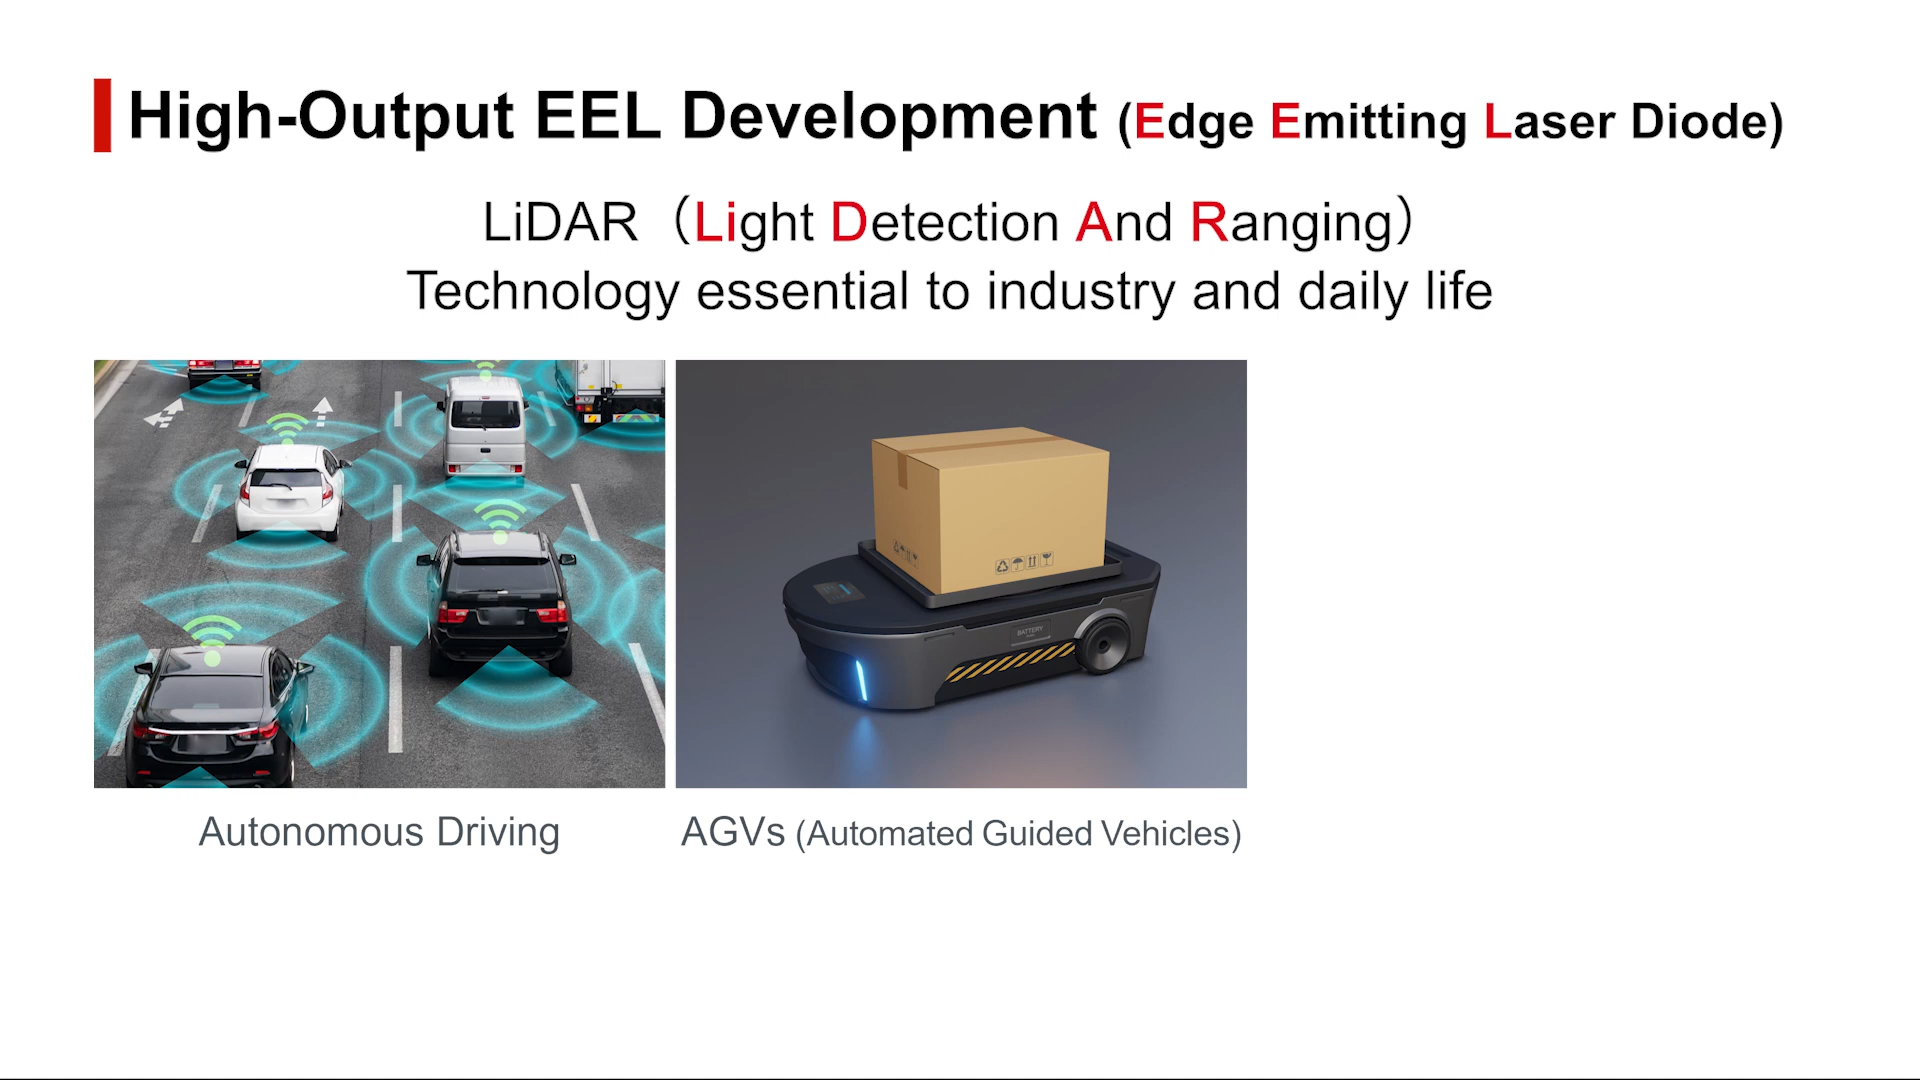 High-Output EEL Development (Edge Emitting Laser Diode)
LiDAR（Light Detection And Ranging）
Technology essential to industry and daily life
BATTERY
Autonomous Driving
AGVs (Automated Guided Vehicles)